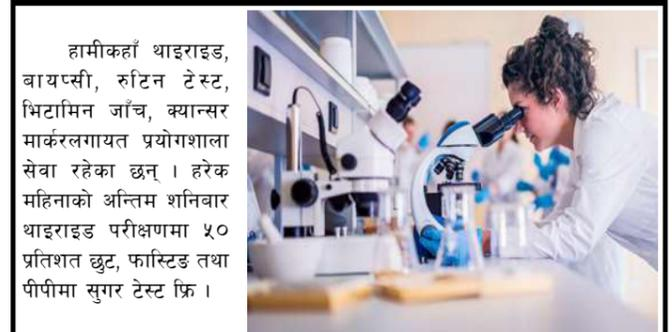 हामीकहाँ थाइराइड,
बायप्सी, रुटिन टेस्ट,
भिटामिन जाँच, क्यान्सर
मार्करलगायत प्रयोगशाला
सेवा रहेका छन् । हरेक
महिनाको अन्तिम शनिबार
थाइराइड परीक्षणमा ५०
प्रतिशत छुट, फास्टिङ तथा
पीपीमा सुगर टेस्ट फ्रि ।